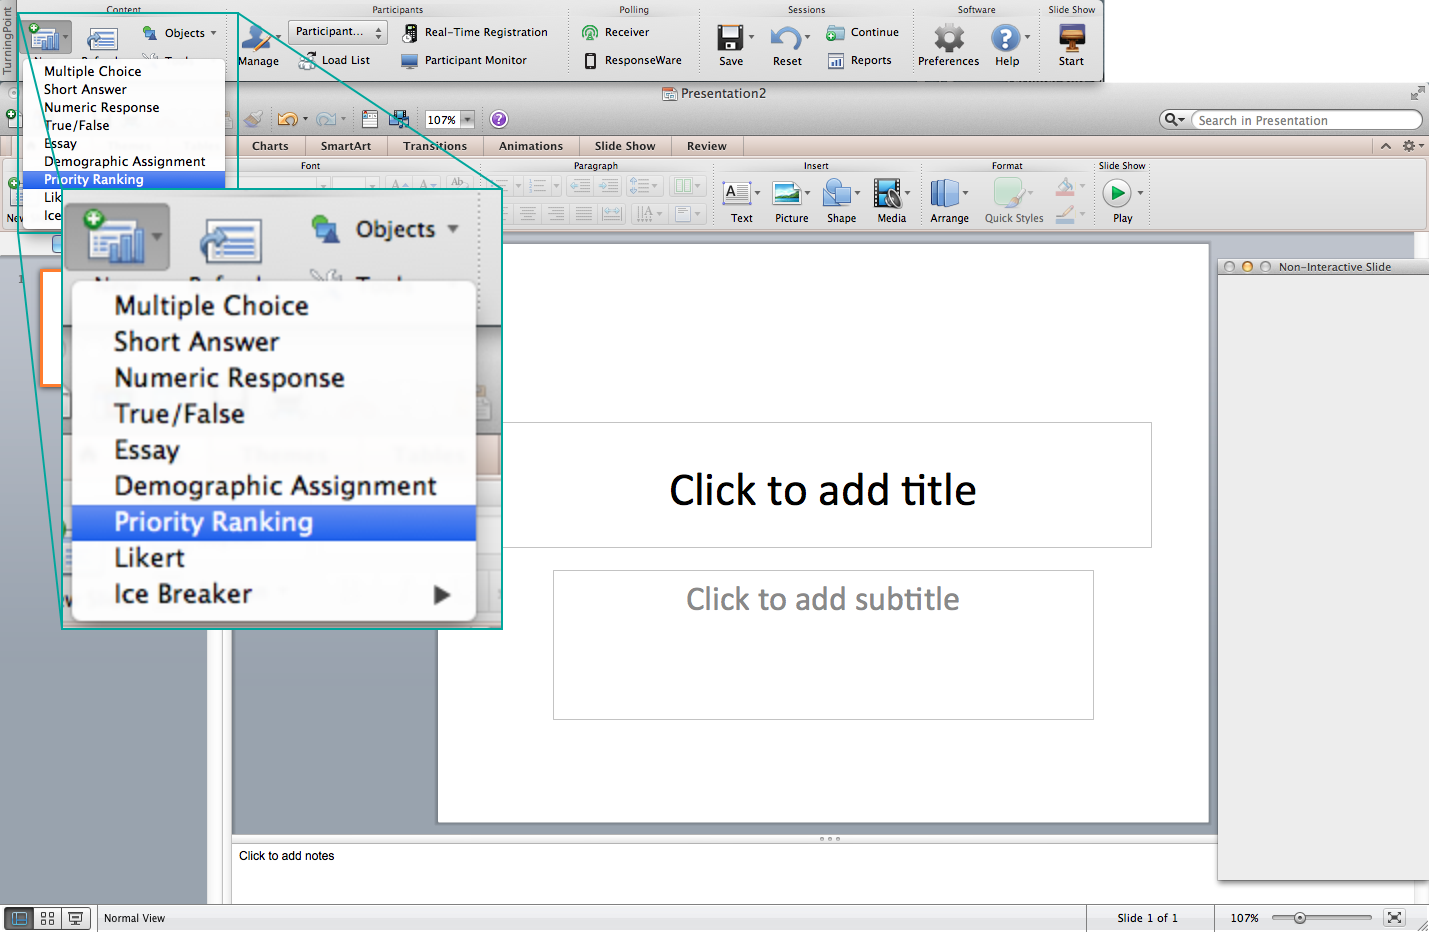 TurningPoint
Content
Participants
Polling
Sessions
Software
Slide Show
Objects
Manage
Participant...
Load List
Real-Time Registration
Participant Monitor
Receiver
ResponseWare
Save
Reset
Continue
Reports
Preferences
Help
Start
Multiple Choice
Short Answer
Numeric Response
True/False
Essay
Demographic Assignment
Priority Ranking
Presentation2
107%
Search in Presentation
Charts
SmartArt
Transitions
Animations
Slide Show
Review
Font
Paragraph
Insert
Format
Slide Show
Text
Picture
Shape
Media
Arrange
Quick Styles
Play
Objects
Multiple Choice
Short Answer
Numeric Response
True/False
Essay
Demographic Assignment
Priority Ranking
Likert
Ice Breaker
Non-Interactive Slide
Click to add title
Click to add subtitle
Click to add notes
Normal View
Slide 1 of 1
107%